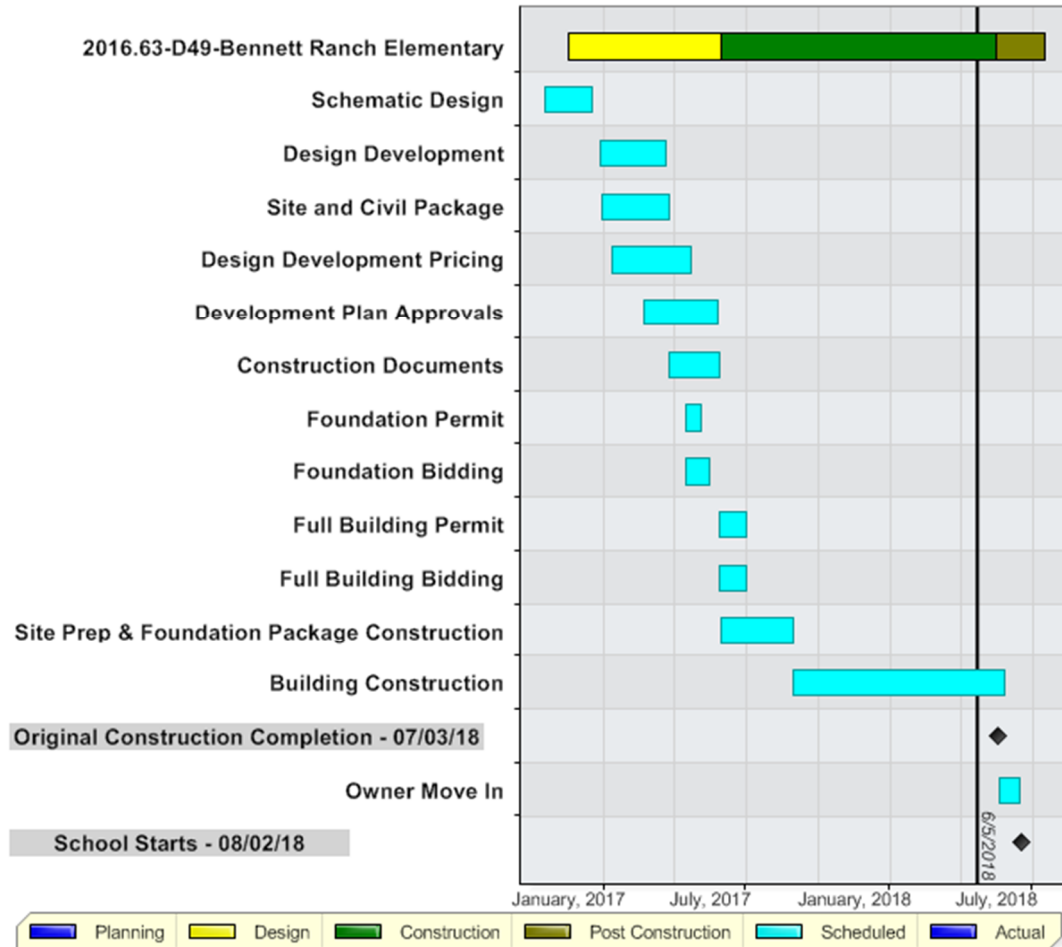 2016.63-D49-Bennett Ranch Elementary
Schematic Design
Design Development
Site and Civil Package
Design Development Pricing
Development Plan Approvals
Construction Documents
Foundation Permit
Foundation Bidding
Full Building Permit
Full Building Bidding
Site Prep & Foundation Package Construction
Building Construction
Original Construction Completion - 07/03/18
Owner Move In
School Starts - 08/02/18
6/5/2018
January, 2017 July, 2017 January, 2018 July, 2018
Planning Design Construction Post Construction Scheduled Actual